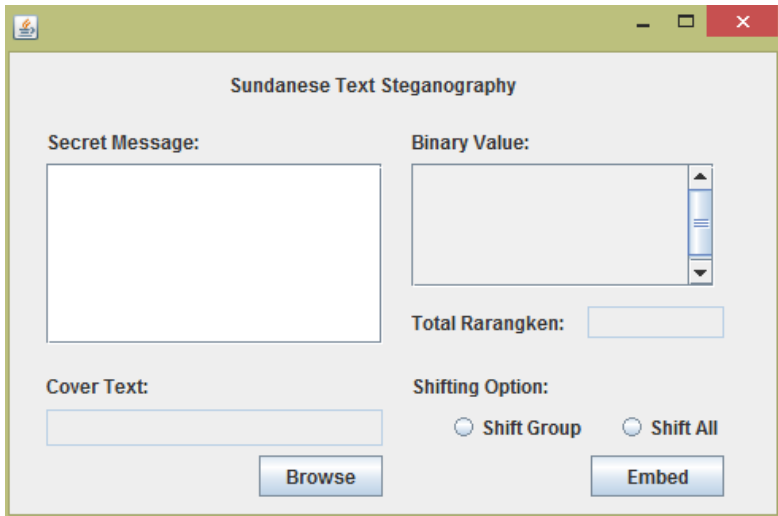 Sundanese Text Steganography
Secret Message:
Binary Value:
Total Rarangken:
Cover Text:
Shifting Option:
Shift Group
Shift All
Browse
Embed